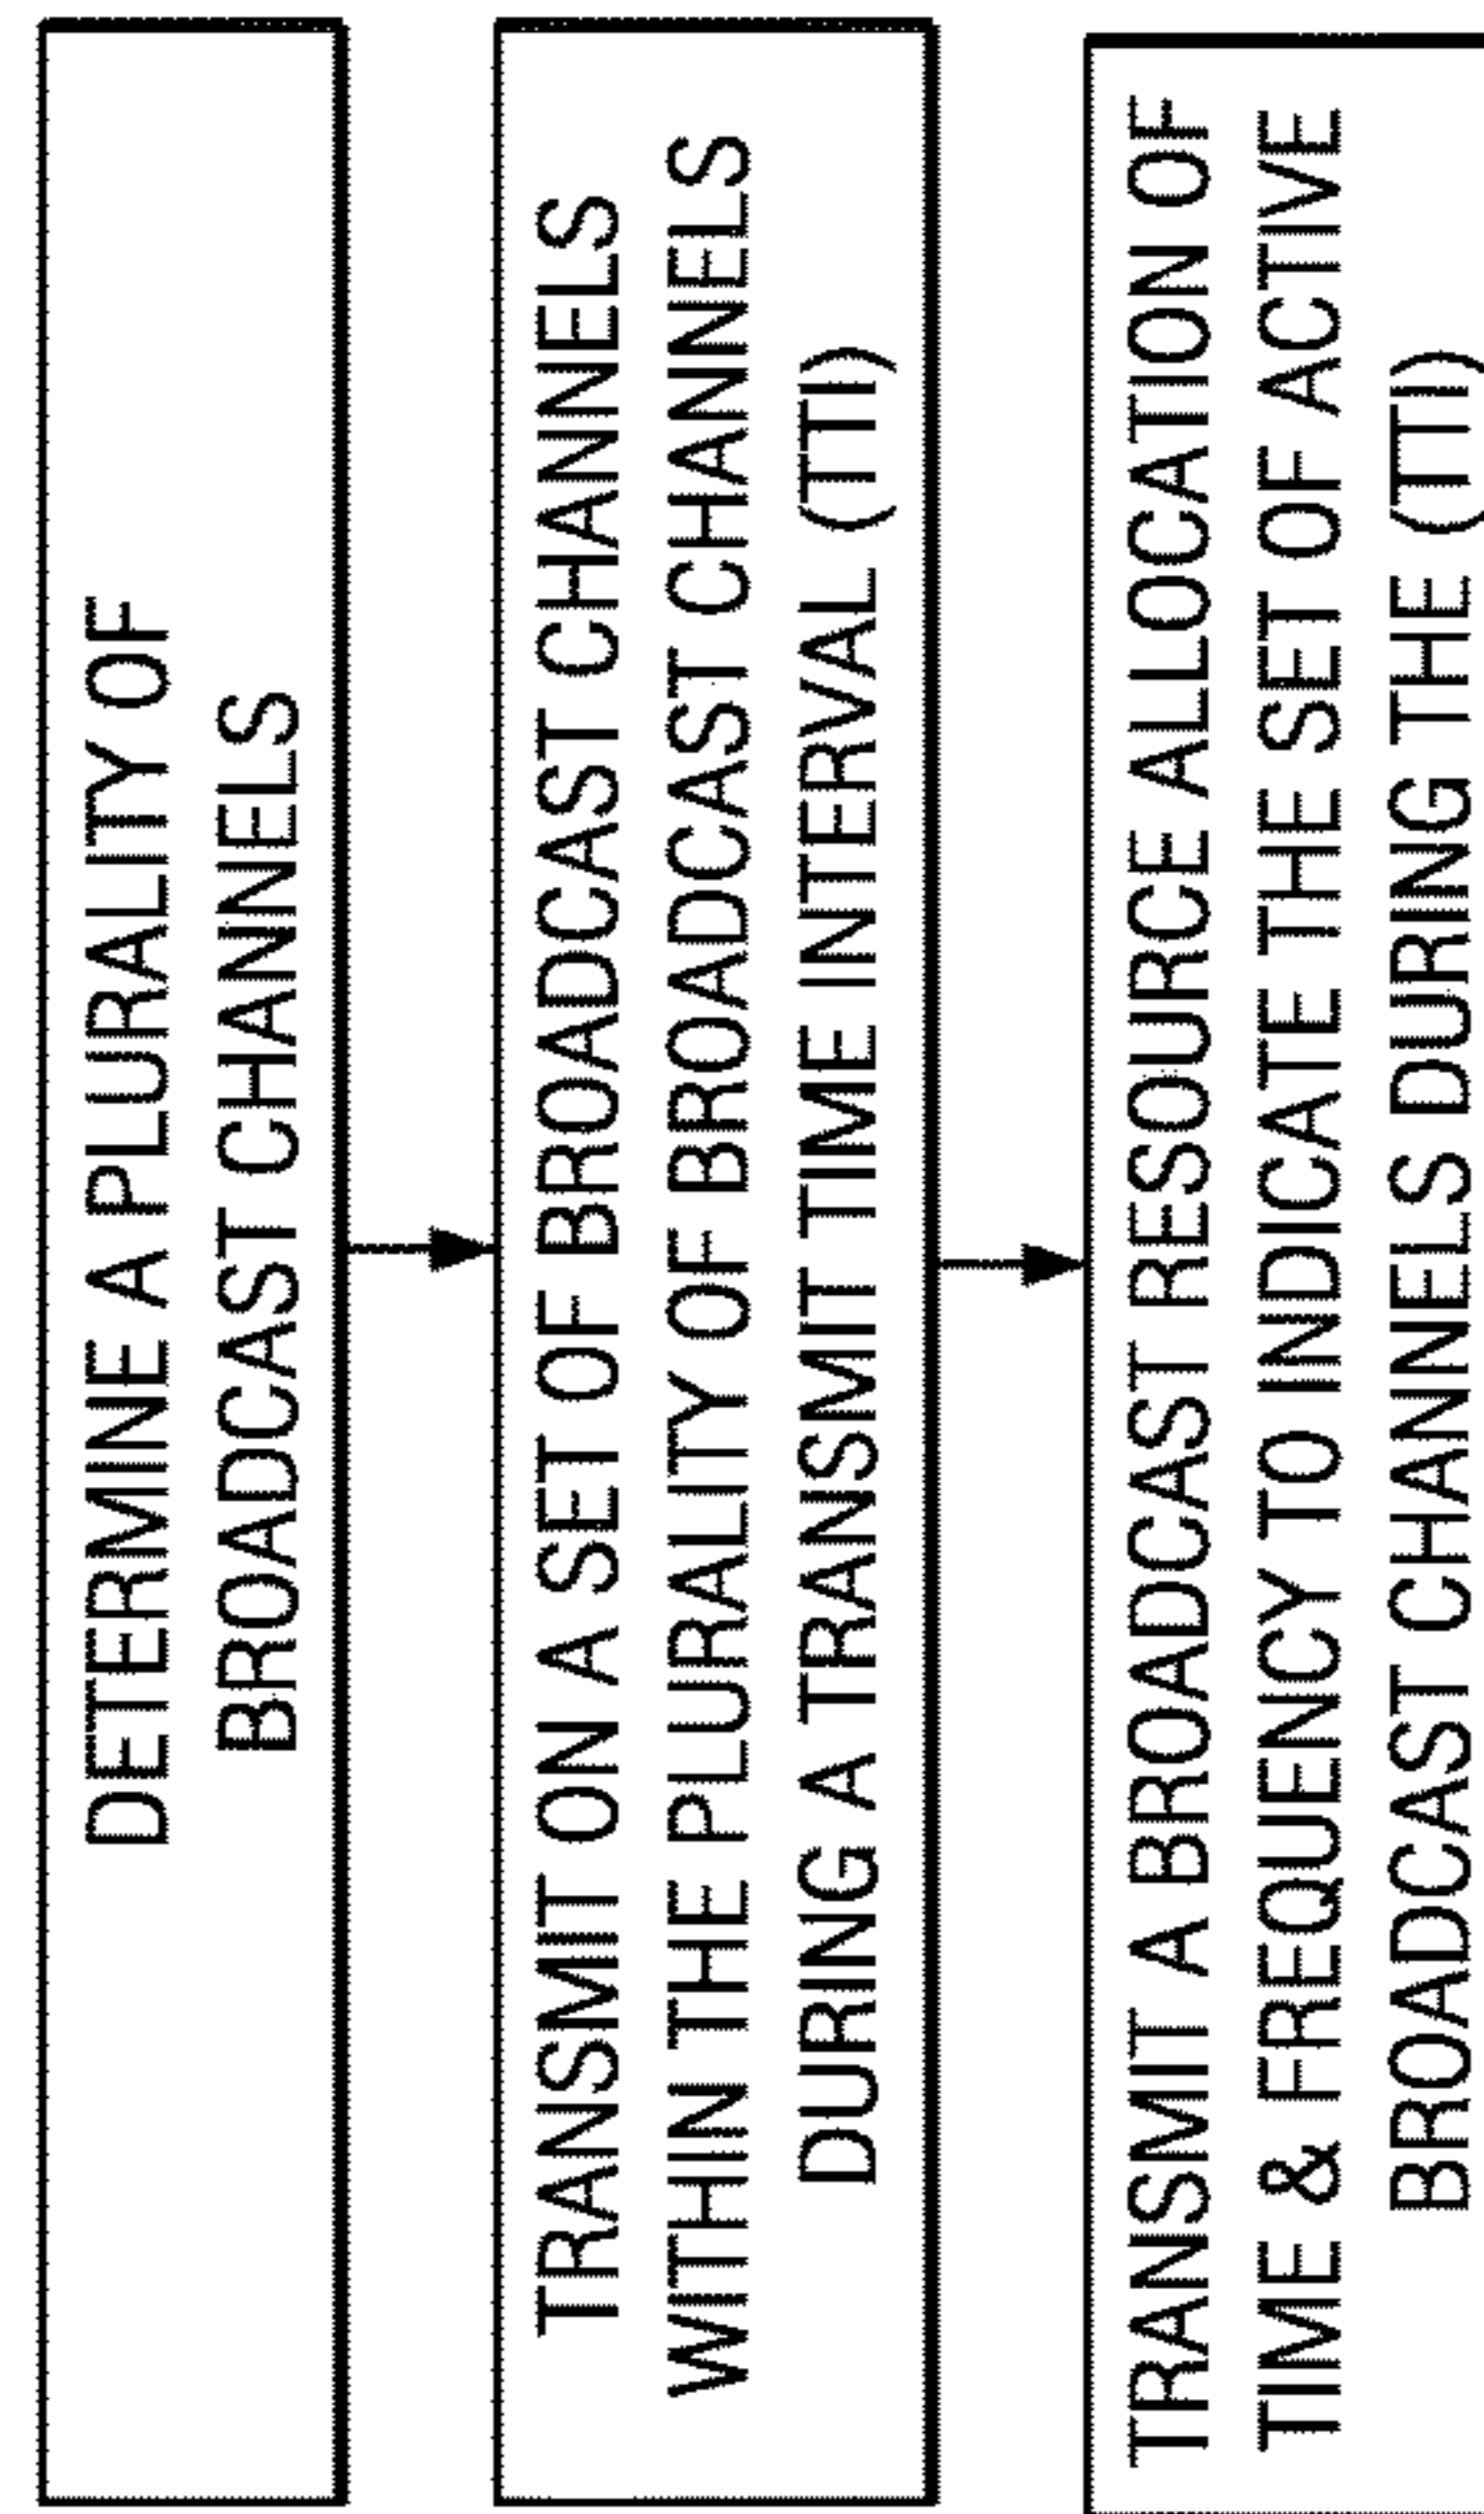 DETERMINE A PLURALITY OF
BROADCAST CHANNELS
TRANSMIT ON A SET OF BROADCAST CHANNELS
WITHIN THE PLURALITY OF BROADCAST CHANNELS
DURING A TRANSMIT TIME INTERVAL (TTI)
TRANSMIT A BROADCAST RESOURCE ALLOCATION OF
TIME & FREQUENCY TO INDICATE THE SET OF ACTIVE
BROADCAST CHANNELS DURING THE (TTI)